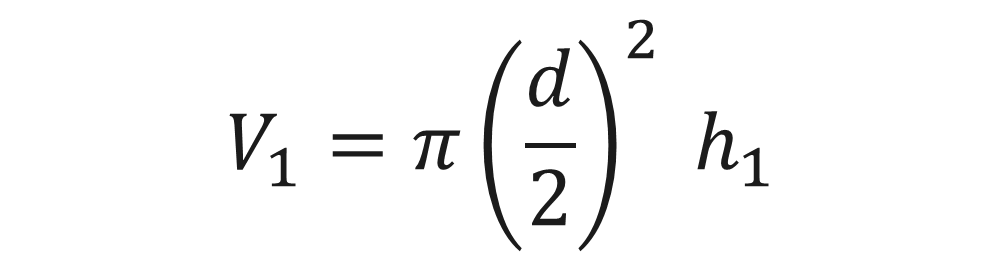 V₁ = π (d/2)² h₁